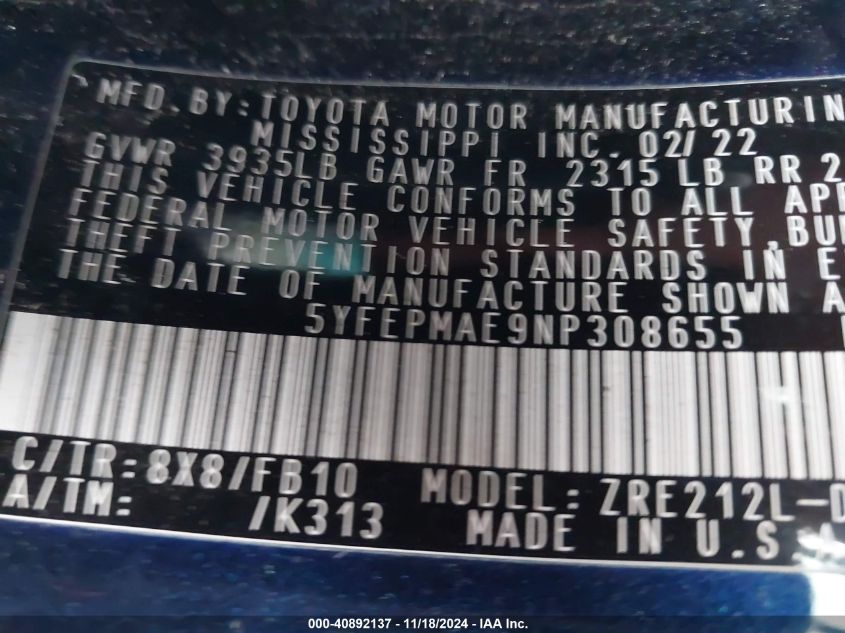 MFD. BY: TOYOTA MOTOR MANUFACTURIN
MISSISSIPPI INC. 02/ 22
GVWR 3935LB GAWR FR 2315 LB RR 2
THIS VEHICLE CONFORMS TO ALL APP
FEDERAL MOTOR VEHICLE SAFETY, BU
THEFT PREVENTION STANDARDS IN E
THE DATE OF MANUFACTURE SHOWN A
5YFEPMAE9NP308655
C/TR: 8X8/FB10 MODEL: ZRE212L-D
A/TM: /K313 MADE IN U.S.A
000-40892137 - 11/18/2024 - IAA Inc.